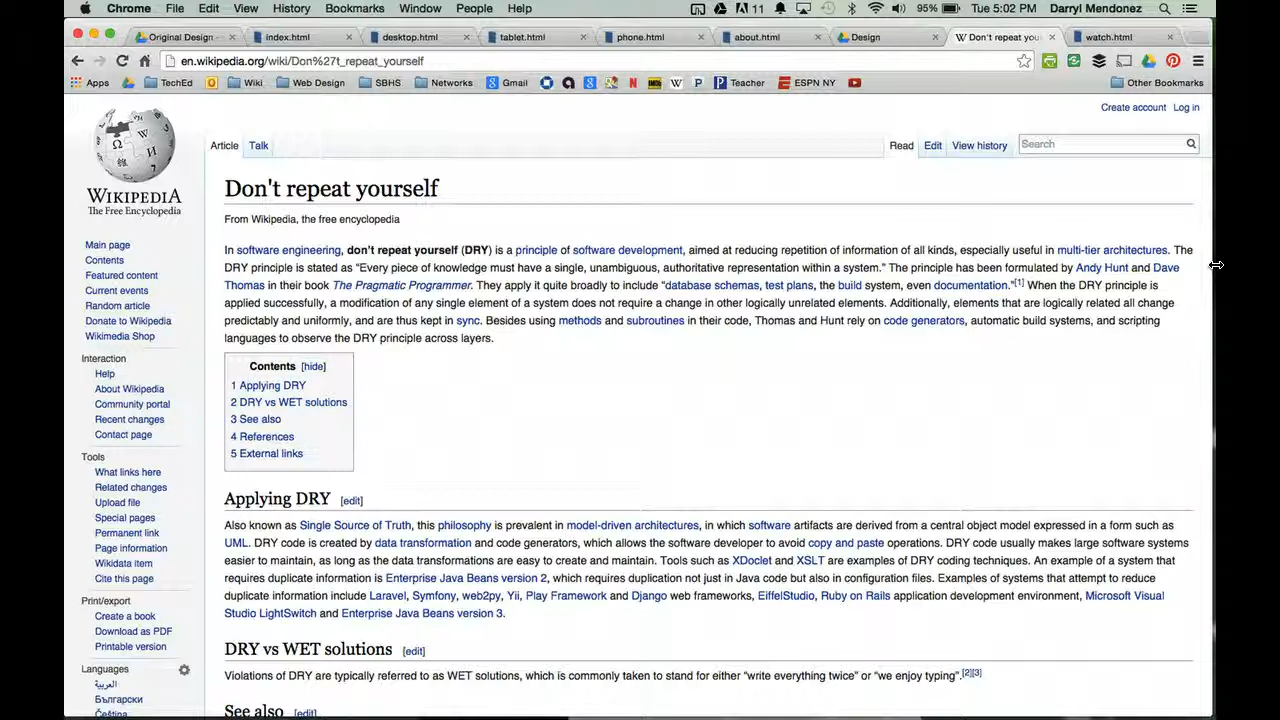 Chrome File Edit View History Bookmarks Window People Help 11 95% Tue 5:02 PM Darryl Mendonez
Original Design - index.html desktop.html tablet.html phone.html about.html Design Don't repeat you watch.html
en.wikipedia.org/wiki/Don%27t_repeat_yourself
Apps TechEd Wiki Web Design SBHS Networks Gmail Teacher ESPN NY Other Bookmarks
Create account Log in
Article Talk Read Edit View history Search
WIKIPEDIA
The Free Encyclopedia
Main page
Contents
Featured content
Current events
Random article
Donate to Wikipedia
Wikimedia Shop
Interaction
Help
About Wikipedia
Community portal
Recent changes
Contact page
Tools
What links here
Related changes
Upload file
Special pages
Permanent link
Page information
Wikidata item
Cite this page
Print/export
Create a book
Download as PDF
Printable version
Languages
العربية
Български
Čeština
Don't repeat yourself
From Wikipedia, the free encyclopedia
In software engineering, don't repeat yourself (DRY) is a principle of software development, aimed at reducing repetition of information of all kinds, especially useful in multi-tier architectures. The
DRY principle is stated as "Every piece of knowledge must have a single, unambiguous, authoritative representation within a system." The principle has been formulated by Andy Hunt and Dave
Thomas in their book The Pragmatic Programmer. They apply it quite broadly to include "database schemas, test plans, the build system, even documentation."[1] When the DRY principle is
applied successfully, a modification of any single element of a system does not require a change in other logically unrelated elements. Additionally, elements that are logically related all change
predictably and uniformly, and are thus kept in sync. Besides using methods and subroutines in their code, Thomas and Hunt rely on code generators, automatic build systems, and scripting
languages to observe the DRY principle across layers.
Contents [hide]
1 Applying DRY
2 DRY vs WET solutions
3 See also
4 References
5 External links
Applying DRY [edit]
Also known as Single Source of Truth, this philosophy is prevalent in model-driven architectures, in which software artifacts are derived from a central object model expressed in a form such as
UML. DRY code is created by data transformation and code generators, which allows the software developer to avoid copy and paste operations. DRY code usually makes large software systems
easier to maintain, as long as the data transformations are easy to create and maintain. Tools such as XDoclet and XSLT are examples of DRY coding techniques. An example of a system that
requires duplicate information is Enterprise Java Beans version 2, which requires duplication not just in Java code but also in configuration files. Examples of systems that attempt to reduce
duplicate information include Laravel, Symfony, web2py, Yii, Play Framework and Django web frameworks, EiffelStudio, Ruby on Rails application development environment, Microsoft Visual
Studio LightSwitch and Enterprise Java Beans version 3.
DRY vs WET solutions [edit]
Violations of DRY are typically referred to as WET solutions, which is commonly taken to stand for either "write everything twice" or "we enjoy typing".[2][3]
See also [edit]